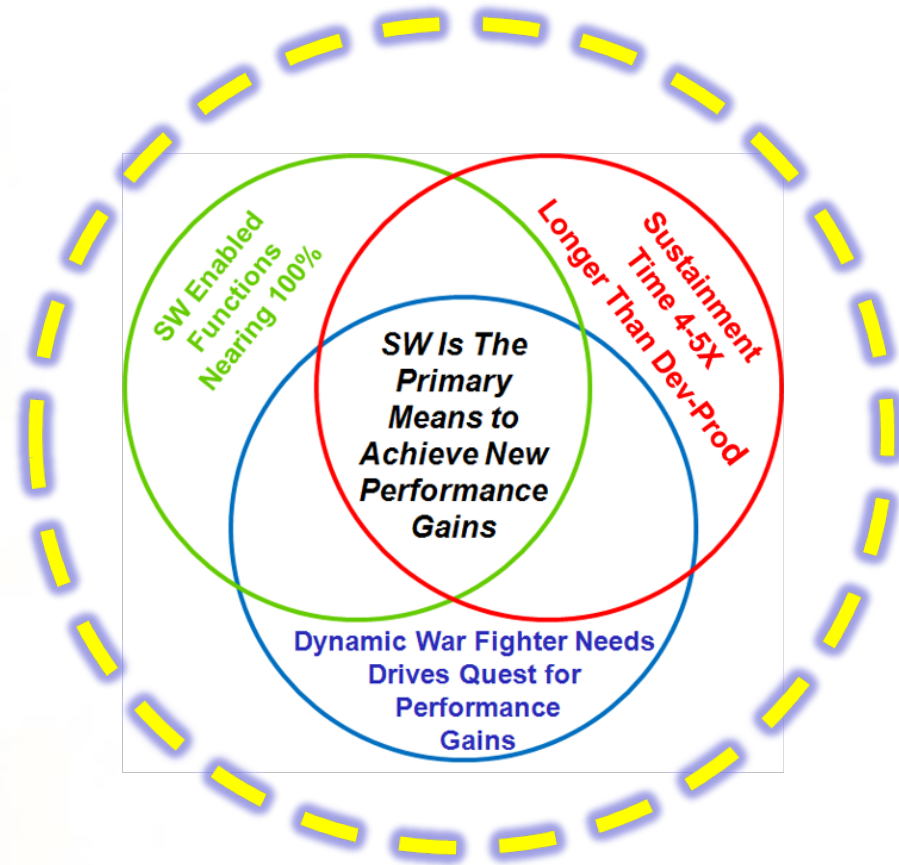 SW Enabled
Functions
Nearing 100%
Sustainment
Time 4-5X
Longer Than Dev-Prod
SW Is The
Primary
Means to
Achieve New
Performance
Gains
Dynamic War Fighter Needs
Drives Quest for
Performance
Gains